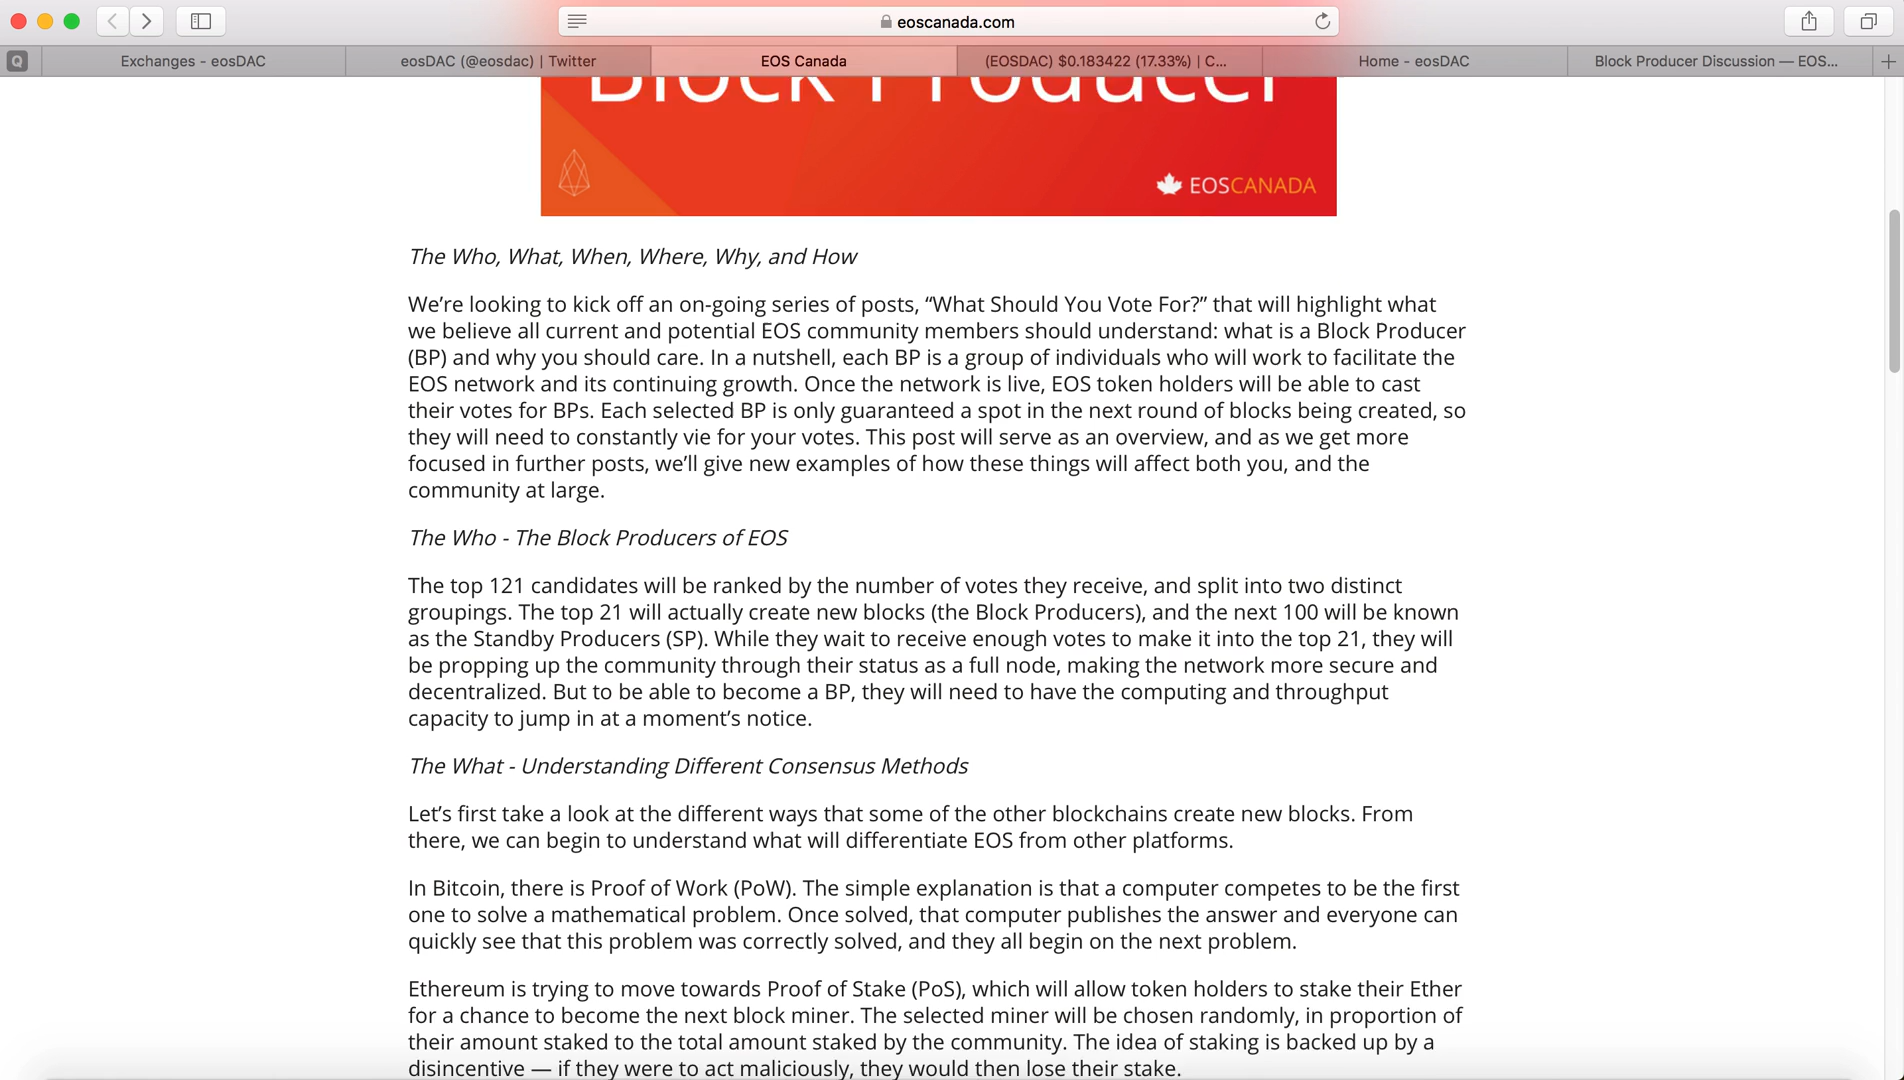 eoscanada.com
Q
Exchanges - eosDAC
eosDAC (@eosdac) | Twitter
EOS Canada
(EOSDAC) $0.183422 (17.33%) | C...
Home - eosDAC
Block Producer Discussion — EOS...
Block Producer
EOSCANADA
The Who, What, When, Where, Why, and How
We’re looking to kick off an on-going series of posts, “What Should You Vote For?” that will highlight what
we believe all current and potential EOS community members should understand: what is a Block Producer
(BP) and why you should care. In a nutshell, each BP is a group of individuals who will work to facilitate the
EOS network and its continuing growth. Once the network is live, EOS token holders will be able to cast
their votes for BPs. Each selected BP is only guaranteed a spot in the next round of blocks being created, so
they will need to constantly vie for your votes. This post will serve as an overview, and as we get more
focused in further posts, we’ll give new examples of how these things will affect both you, and the
community at large.
The Who - The Block Producers of EOS
The top 121 candidates will be ranked by the number of votes they receive, and split into two distinct
groupings. The top 21 will actually create new blocks (the Block Producers), and the next 100 will be known
as the Standby Producers (SP). While they wait to receive enough votes to make it into the top 21, they will
be propping up the community through their status as a full node, making the network more secure and
decentralized. But to be able to become a BP, they will need to have the computing and throughput
capacity to jump in at a moment’s notice.
The What - Understanding Different Consensus Methods
Let’s first take a look at the different ways that some of the other blockchains create new blocks. From
there, we can begin to understand what will differentiate EOS from other platforms.
In Bitcoin, there is Proof of Work (PoW). The simple explanation is that a computer competes to be the first
one to solve a mathematical problem. Once solved, that computer publishes the answer and everyone can
quickly see that this problem was correctly solved, and they all begin on the next problem.
Ethereum is trying to move towards Proof of Stake (PoS), which will allow token holders to stake their Ether
for a chance to become the next block miner. The selected miner will be chosen randomly, in proportion of
their amount staked to the total amount staked by the community. The idea of staking is backed up by a
disincentive — if they were to act maliciously, they would then lose their stake.